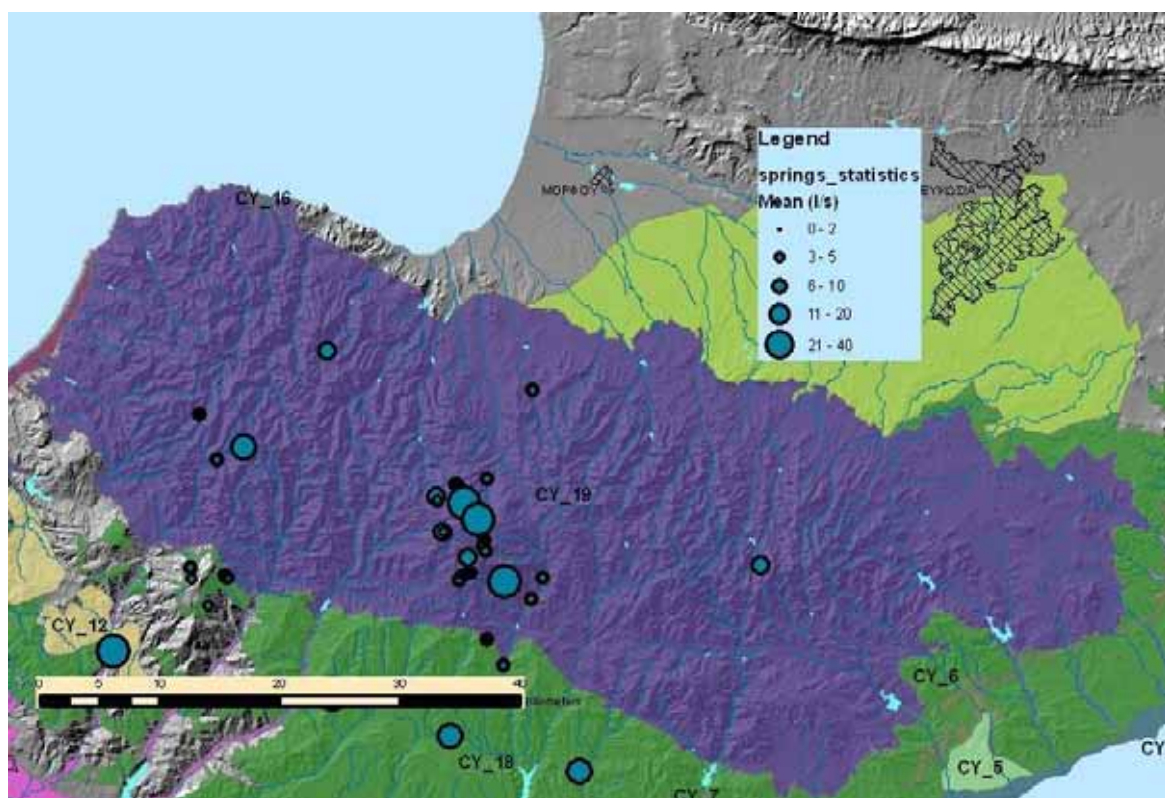 Legend
springs_statistics
Mean (l/s)
0 - 2
3 - 5
6 - 10
11 - 20
21 - 40
CY_16
ΜΟΡΦΟΥ
CY_19
CY_12
0 5 10 20 30 40
CY_6
CY_18
CY_5
CY_7
CY